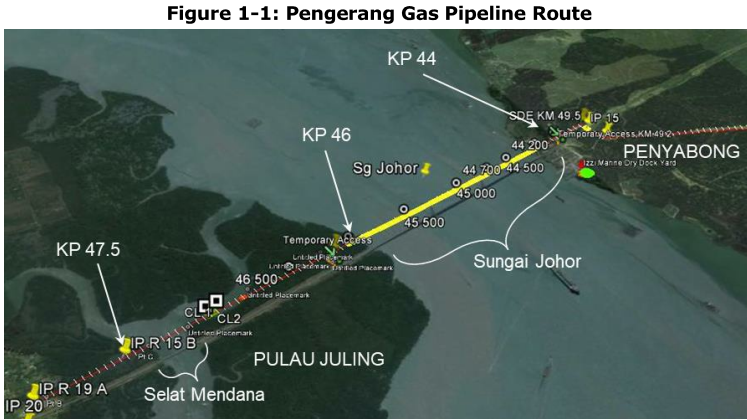 Figure 1-1: Pengerang Gas Pipeline Route
KP 44
SDE KM 49.5
IP 15
Temporary Access KM 49 2
KP 46
44 200
PENYABONG
Izzi Marine Dry Dock Yard
Sg Johor
44 700
44 500
45 000
45 500
Temporary Access
KP 47.5
Untitled Placemark
Untitled Placemark
Untitled Placemark
Sungai Johor
46 500
Untitled Placemark
CL1
CL2
Untitled Placemark
IP R 15 B
Pt C
PULAU JULING
IP R 19 A
Selat Mendana
IP 20